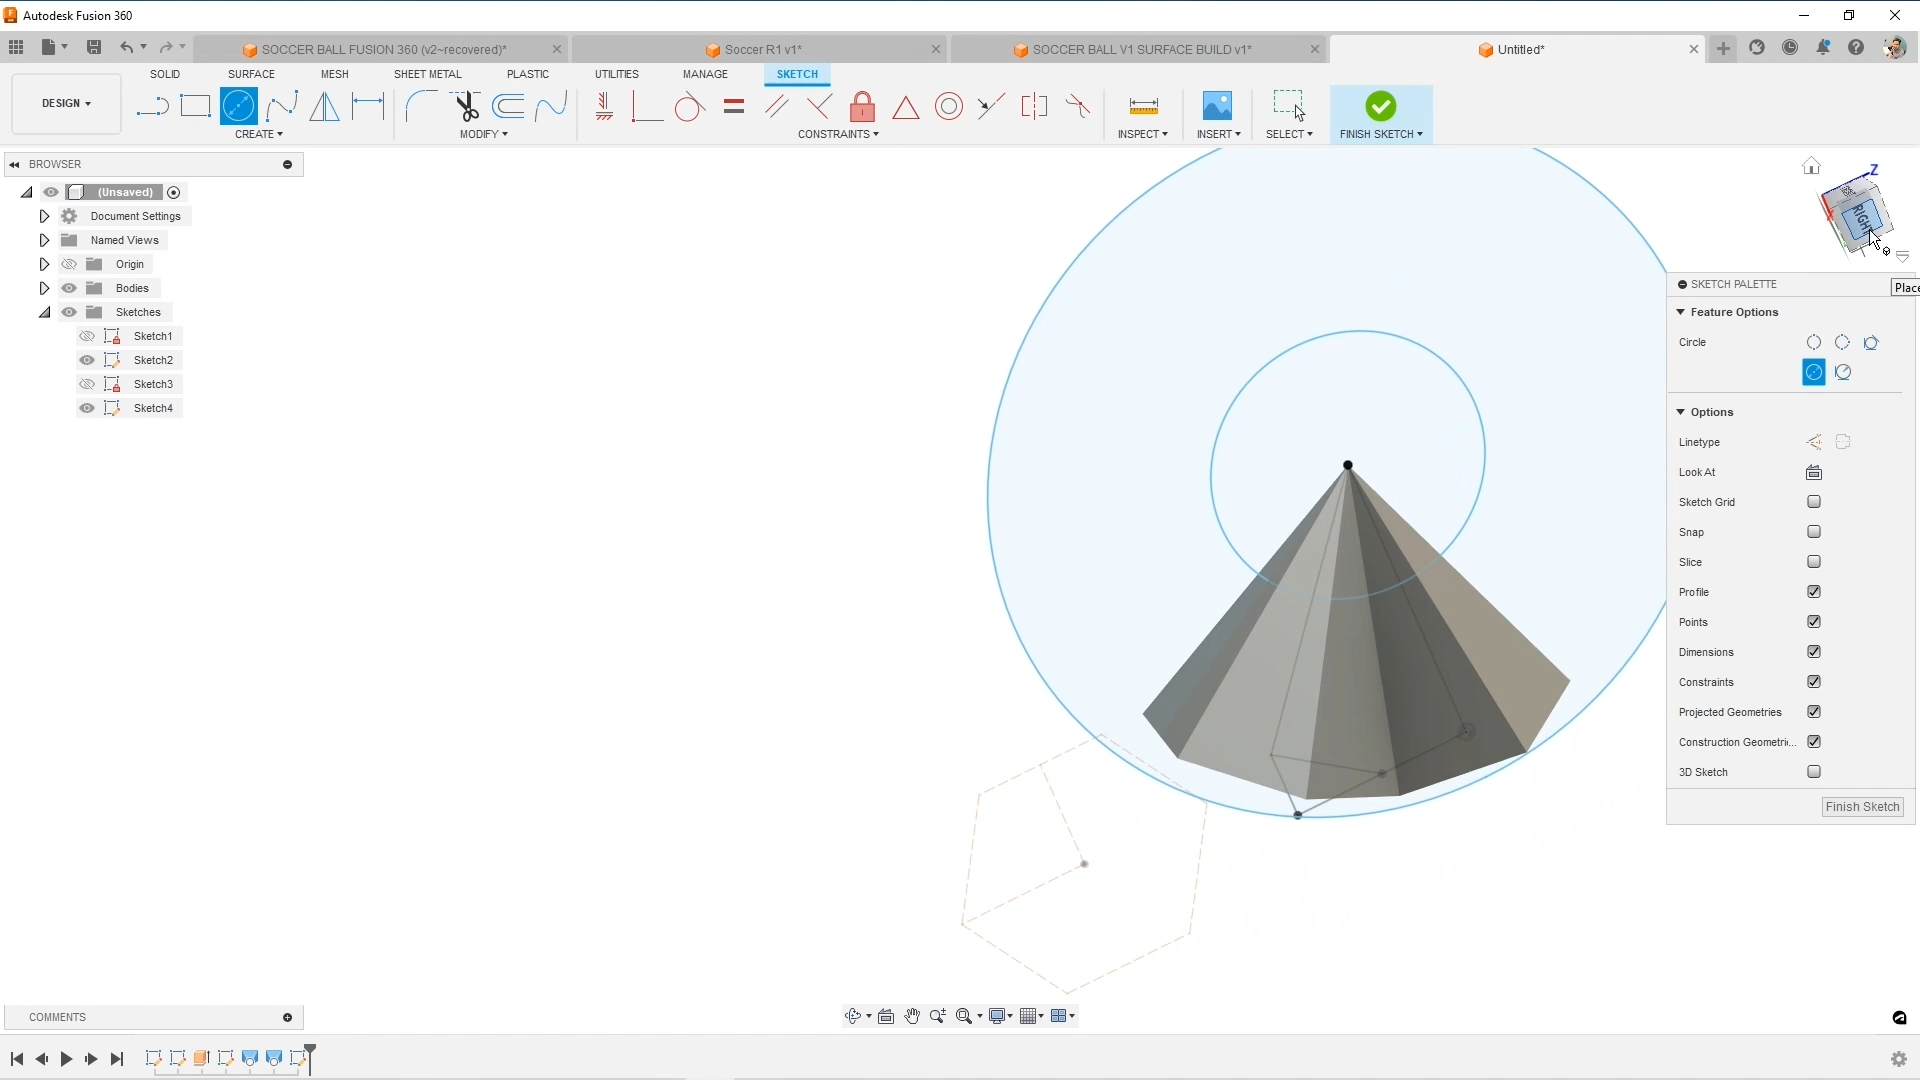 Autodesk Fusion 360
SOCCER BALL FUSION 360 (v2~recovered)*
Soccer R1 v1*
SOCCER BALL V1 SURFACE BUILD v1*
Untitled*
SOLID
SURFACE
MESH
SHEET METAL
PLASTIC
UTILITIES
MANAGE
SKETCH
DESIGN
CREATE
MODIFY
CONSTRAINTS
INSPECT
INSERT
SELECT
FINISH SKETCH
BROWSER
(Unsaved)
Document Settings
Named Views
Origin
Bodies
Sketches
Sketch1
Sketch2
Sketch3
Sketch4
Z
RIGHT
SKETCH PALETTE
Place
Feature Options
Circle
Options
Linetype
Look At
Sketch Grid
Snap
Slice
Profile
Points
Dimensions
Constraints
Projected Geometries
Construction Geometri...
3D Sketch
Finish Sketch
COMMENTS